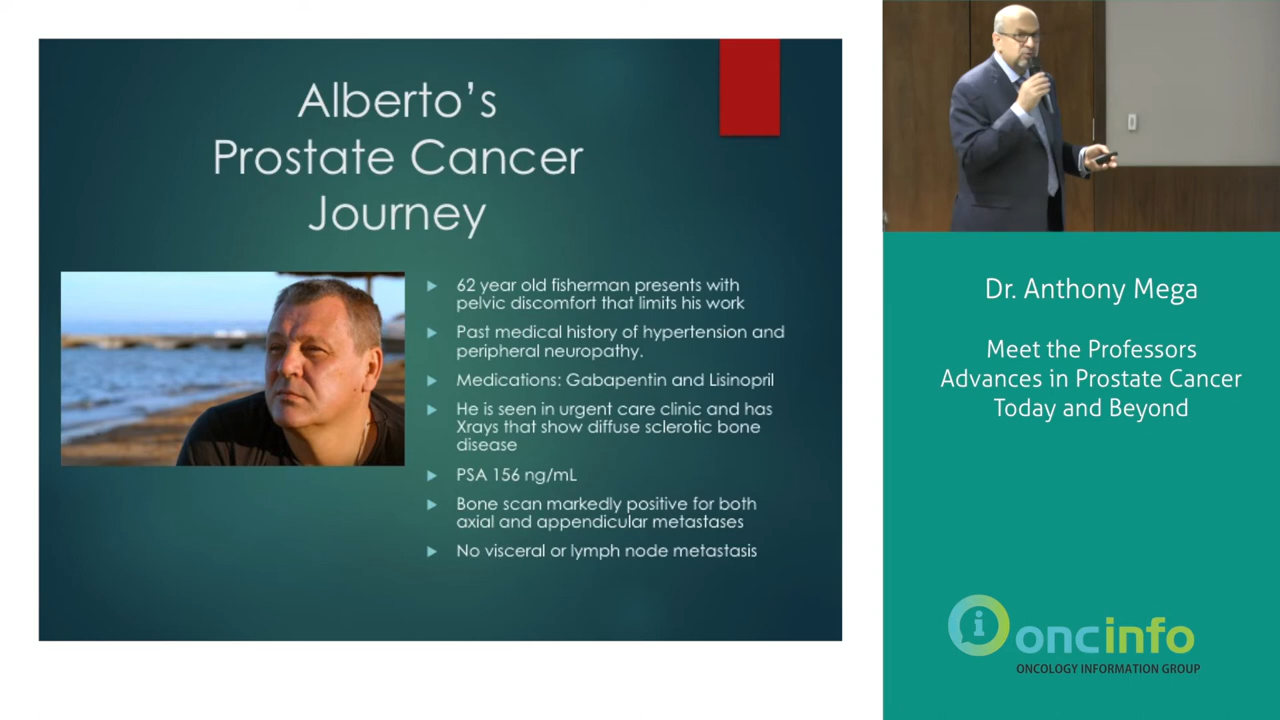 Alberto's
Prostate Cancer
Journey
62 year old fisherman presents with
pelvic discomfort that limits his work
Past medical history of hypertension and
peripheral neuropathy.
Medications: Gabapentin and Lisinopril
He is seen in urgent care clinic and has
Xrays that show diffuse sclerotic bone
disease
PSA 156 ng/mL
Bone scan markedly positive for both
axial and appendicular metastases
No visceral or lymph node metastasis
Dr. Anthony Mega
Meet the Professors
Advances in Prostate Cancer
Today and Beyond
i oncinfo
ONCOLOGY INFORMATION GROUP